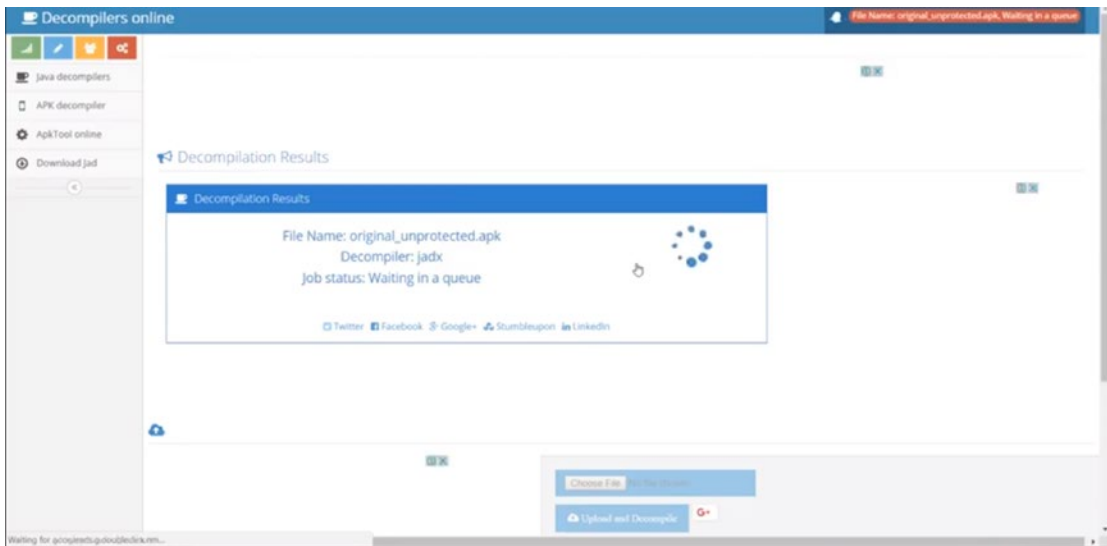 Decompilers online
File Name: original_unprotected.apk, Waiting in a queue
Java decompilers
APK decompiler
ApkTool online
Download Jad
Decompilation Results
Decompilation Results
File Name: original_unprotected.apk
Decompiler: jadx
Job status: Waiting in a queue
Twitter Facebook Google+ Stumbleupon LinkedIn
Choose File
Upload and Decompile
G+
Waiting for